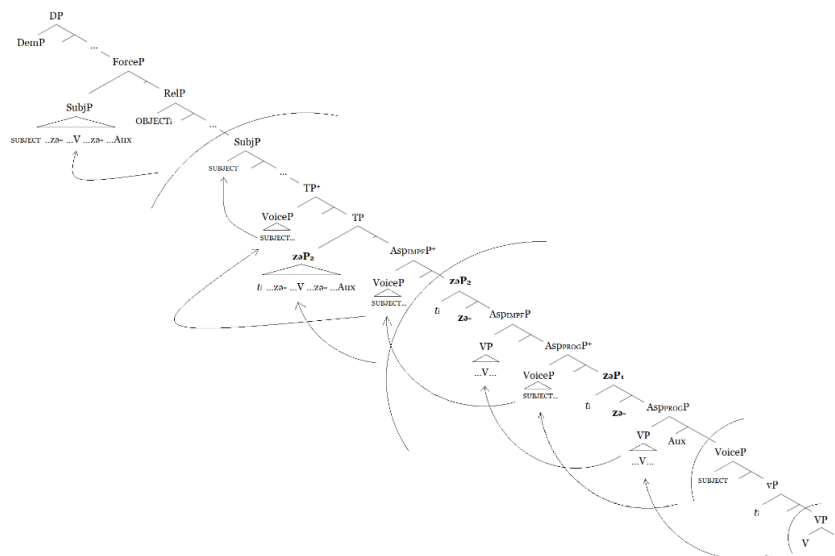 DP
DemP ...
ForceP
RelP
SubjP OBJECTi ...
SUBJECT ..zə- ...V ...zə- ...Aux
SubjP
SUBJECT ...
TP⁺
VoiceP TP
SUBJECT...
zəP₂ AspIMPFP⁺
tᵢ ...zə- ...V ...zə- ...Aux
VoiceP zəP₂
SUBJECT...
tᵢ zə- AspIMPFP
VP AspPROGP⁺
...V...
VoiceP zəP₁
SUBJECT...
tᵢ zə- AspPROGP
VP Aux VoiceP
...V...
SUBJECT vP
tᵢ VP
V